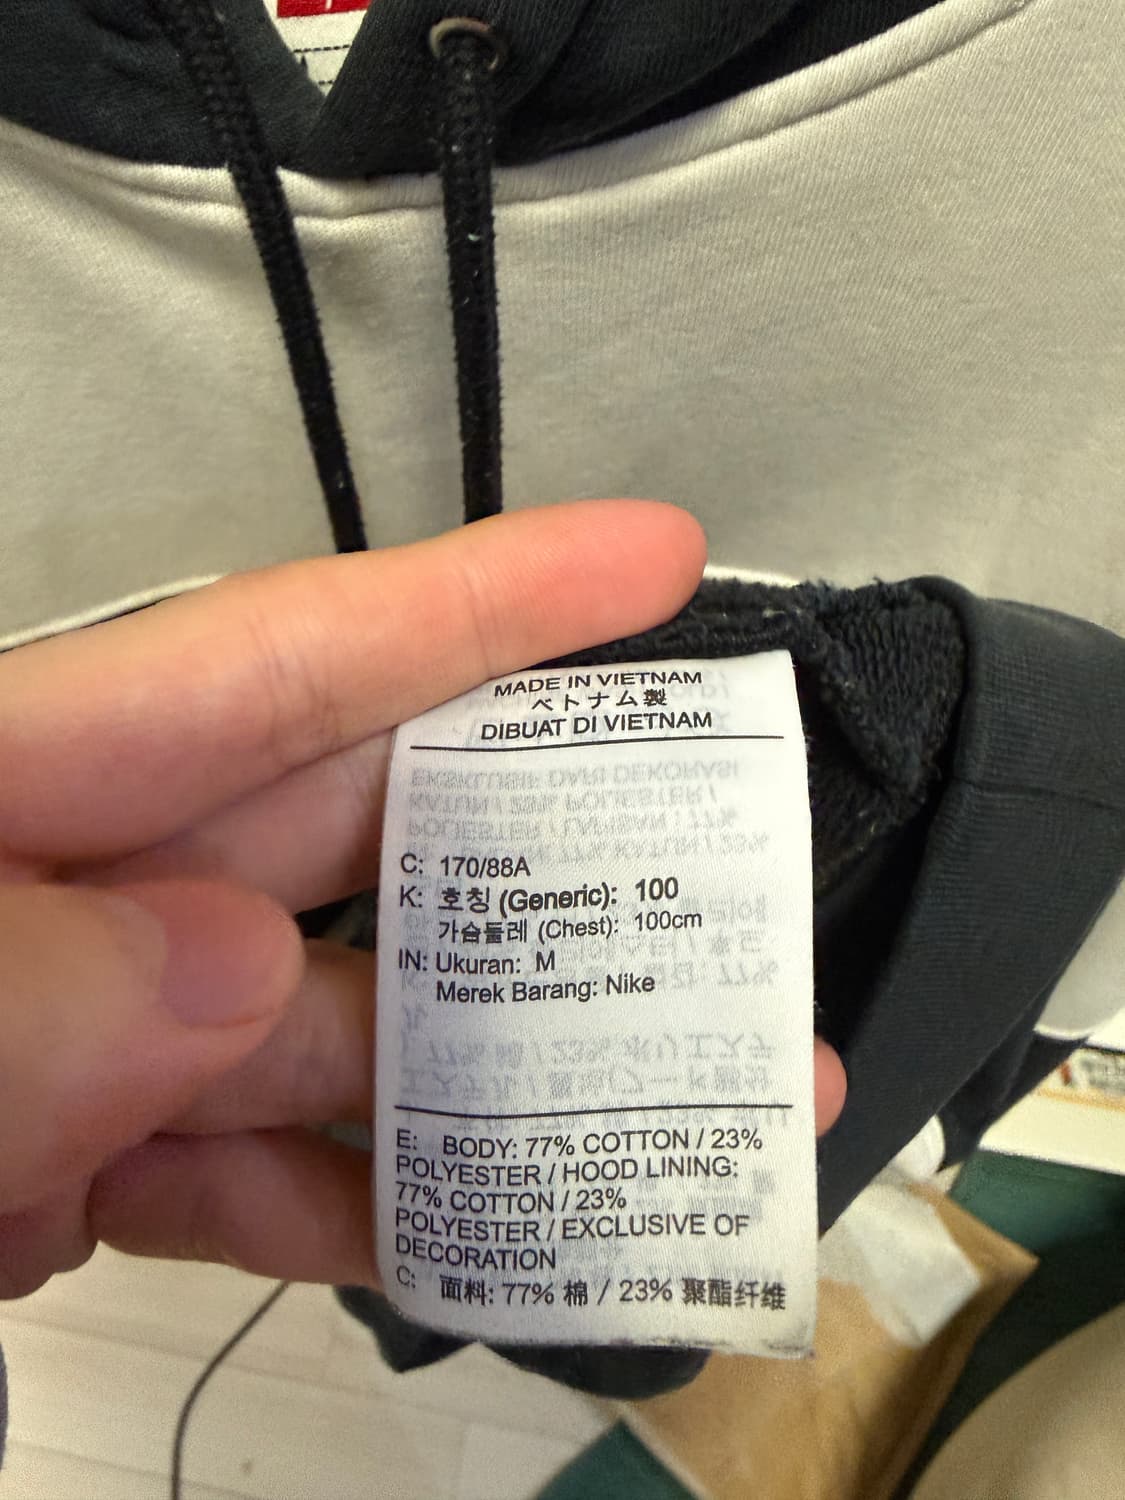 MADE IN VIETNAM
ベトナム製
DIBUAT DI VIETNAM
C: 170/88A
K: 호칭 (Generic): 100
가슴둘레 (Chest): 100cm
IN: Ukuran: M
Merek Barang: Nike
E: BODY: 77% COTTON / 23%
POLYESTER / HOOD LINING:
77% COTTON / 23%
POLYESTER / EXCLUSIVE OF
DECORATION
C: 面料: 77% 棉 / 23% 聚酯纤维